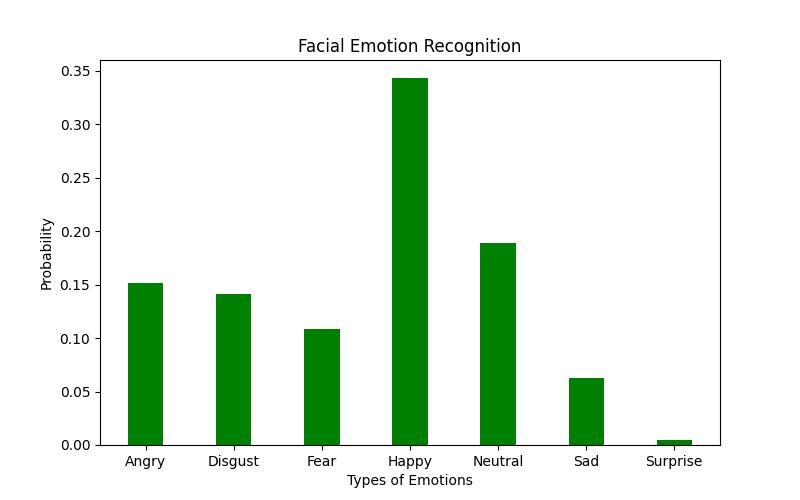 Facial Emotion Recognition
0.35
0.30
0.25
0.20
0.15
0.10
0.05
0.00
Probability
Angry Disgust Fear Happy Neutral Sad Surprise
Types of Emotions